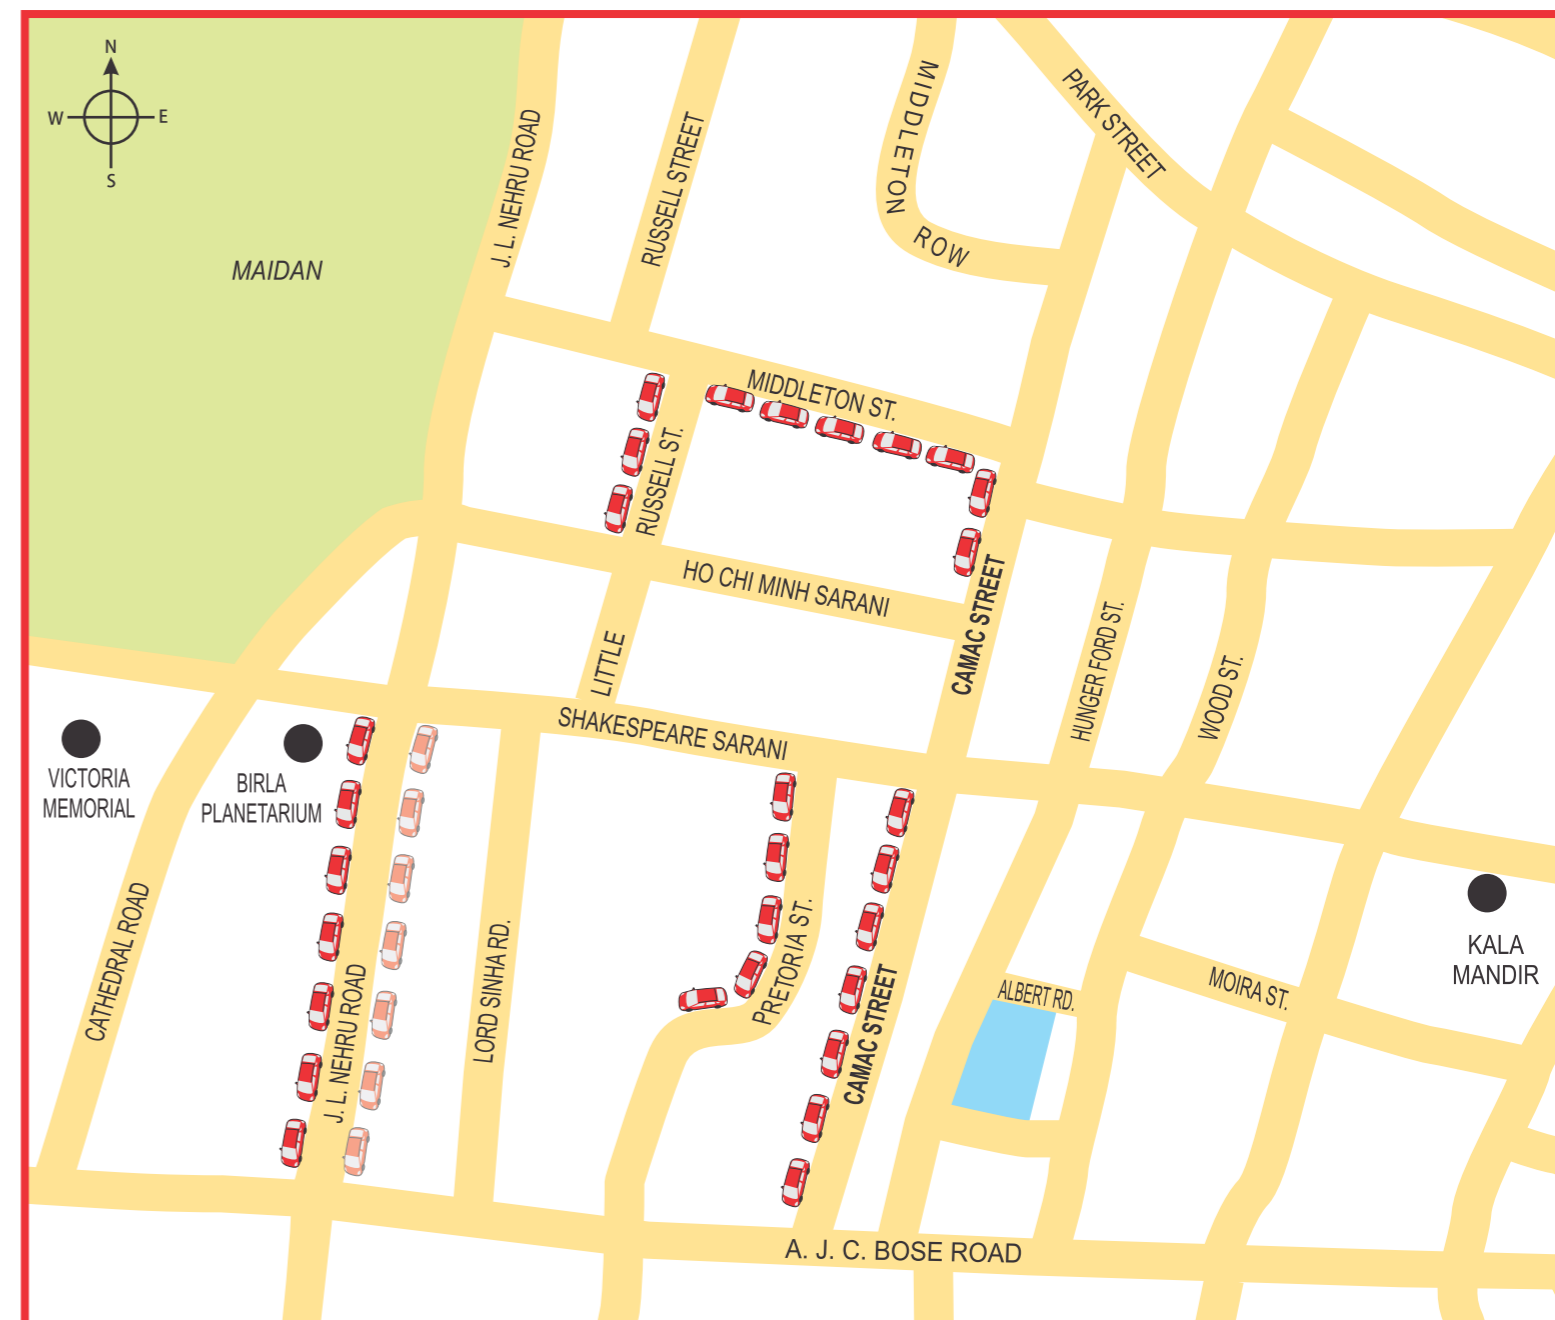 N
W
E
S
MAIDAN
J. L. NEHRU ROAD
RUSSELL STREET
MIDDLETON
ROW
PARK STREET
MIDDLETON ST.
RUSSELL ST.
HO CHI MINH SARANI
LITTLE
CAMAC STREET
HUNGER FORD ST.
WOOD ST.
SHAKESPEARE SARANI
VICTORIA
MEMORIAL
BIRLA
PLANETARIUM
CATHEDRAL ROAD
J. L. NEHRU ROAD
LORD SINHA RD.
PRETORIA ST.
CAMAC STREET
ALBERT RD.
MOIRA ST.
KALA
MANDIR
A. J. C. BOSE ROAD